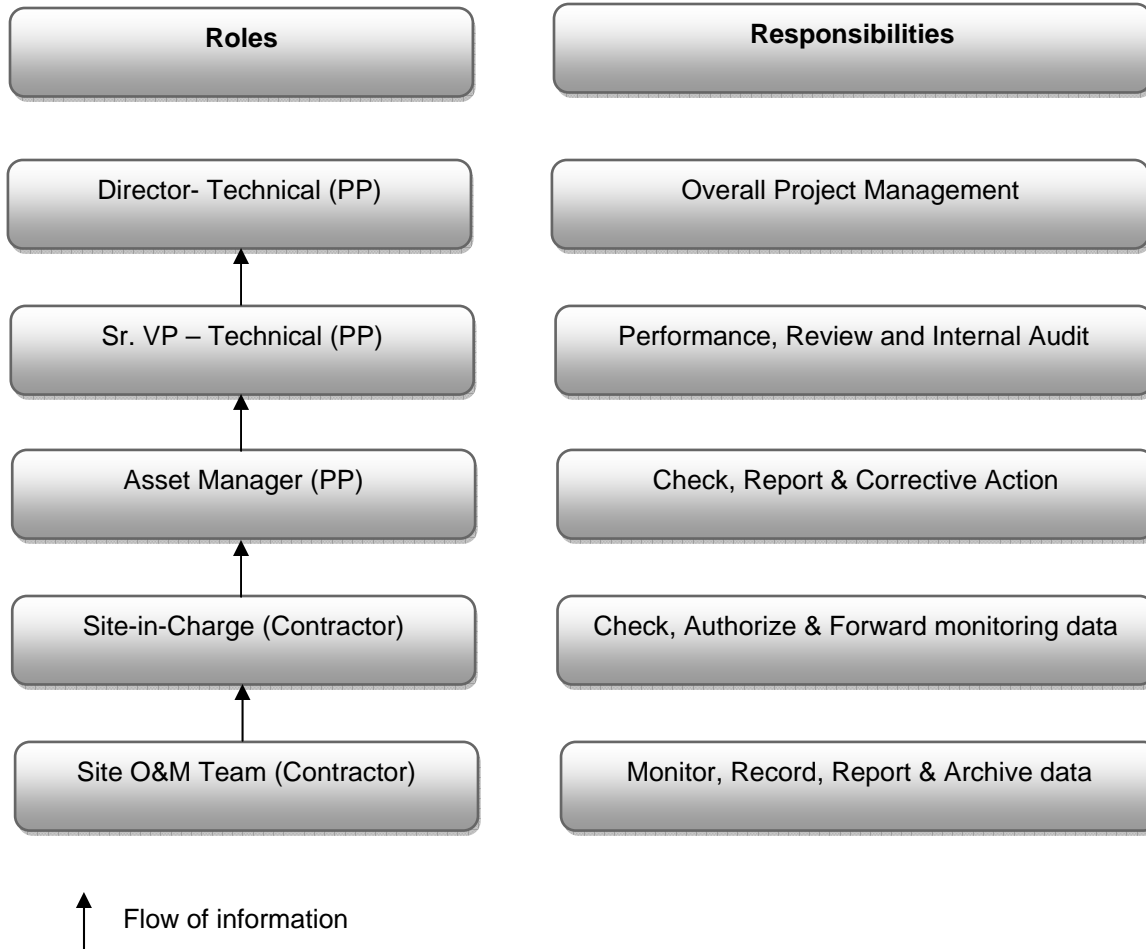 Roles
Responsibilities
Director- Technical (PP)
Overall Project Management
Sr. VP – Technical (PP)
Performance, Review and Internal Audit
Asset Manager (PP)
Check, Report & Corrective Action
Site-in-Charge (Contractor)
Check, Authorize & Forward monitoring data
Site O&M Team (Contractor)
Monitor, Record, Report & Archive data
Flow of information